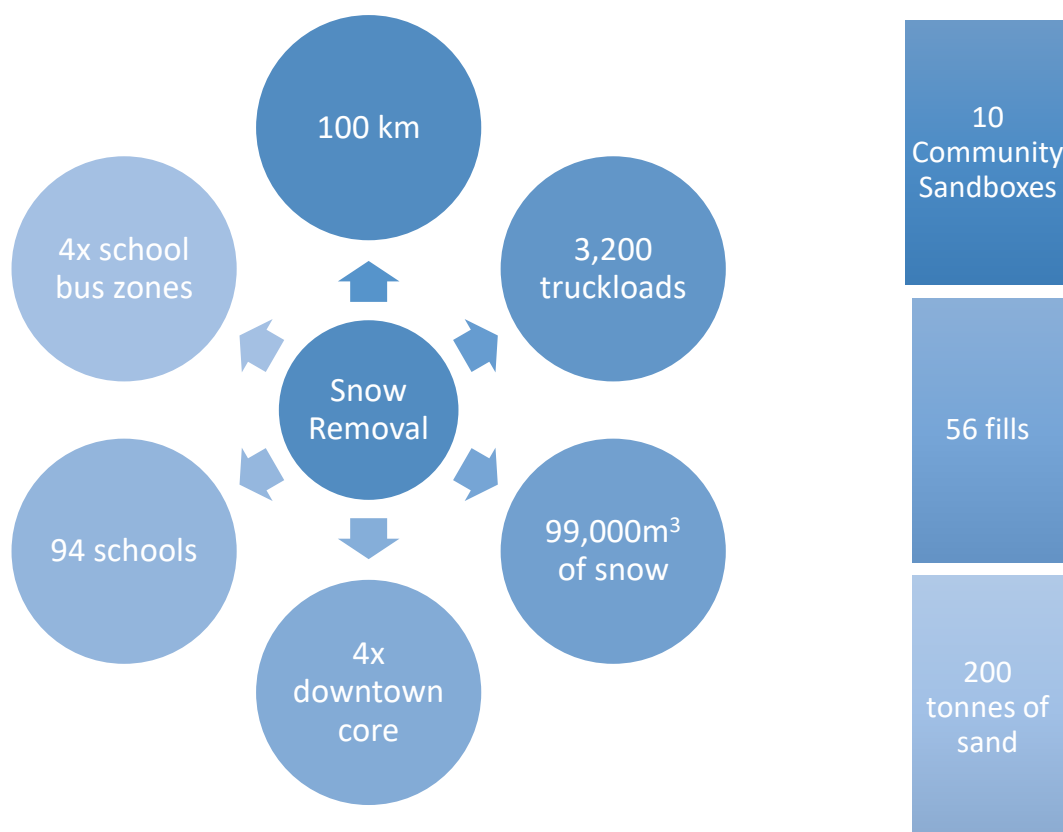 100 km
4x school
bus zones
3,200
truckloads
Snow
Removal
94 schools
99,000m³
of snow
4x
downtown
core
10
Community
Sandboxes
56 fills
200
tonnes of
sand